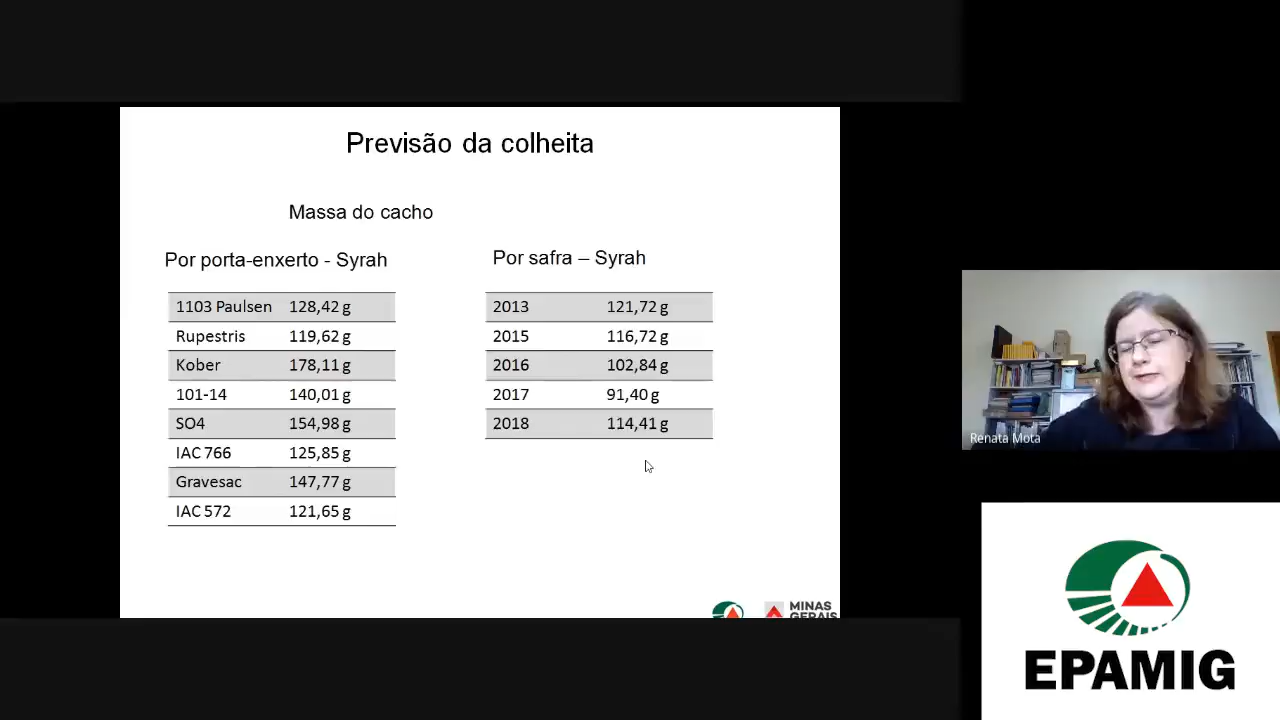 Previsão da colheita
Massa do cacho
Por porta-enxerto - Syrah
1103 Paulsen 128,42 g
Rupestris 119,62 g
Kober 178,11 g
101-14 140,01 g
SO4 154,98 g
IAC 766 125,85 g
Gravesac 147,77 g
IAC 572 121,65 g
Por safra – Syrah
2013 121,72 g
2015 116,72 g
2016 102,84 g
2017 91,40 g
2018 114,41 g
MINAS
GERAIS
Renata Mota
EPAMIG